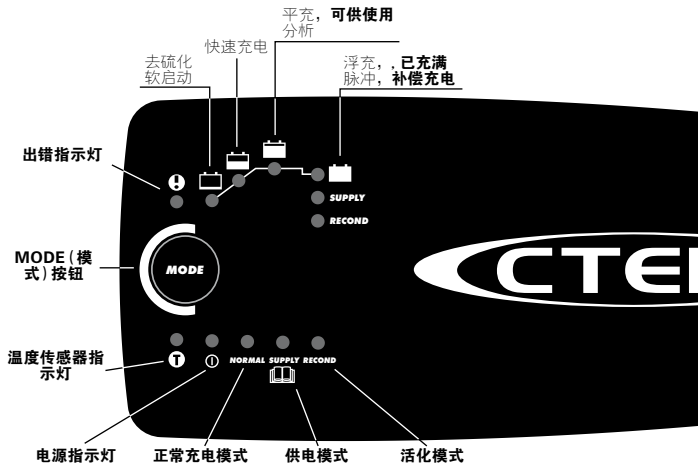 平充，可供使用
分析
快速充电
去硫化
软启动
浮充，, 已充满
脉冲，补偿充电
出错指示灯
SUPPLY
RECOND
MODE（模
式）按钮
MODE
CTE
温度传感器指
示灯
T
NORMAL SUPPLY RECOND
电源指示灯
正常充电模式
供电模式
活化模式